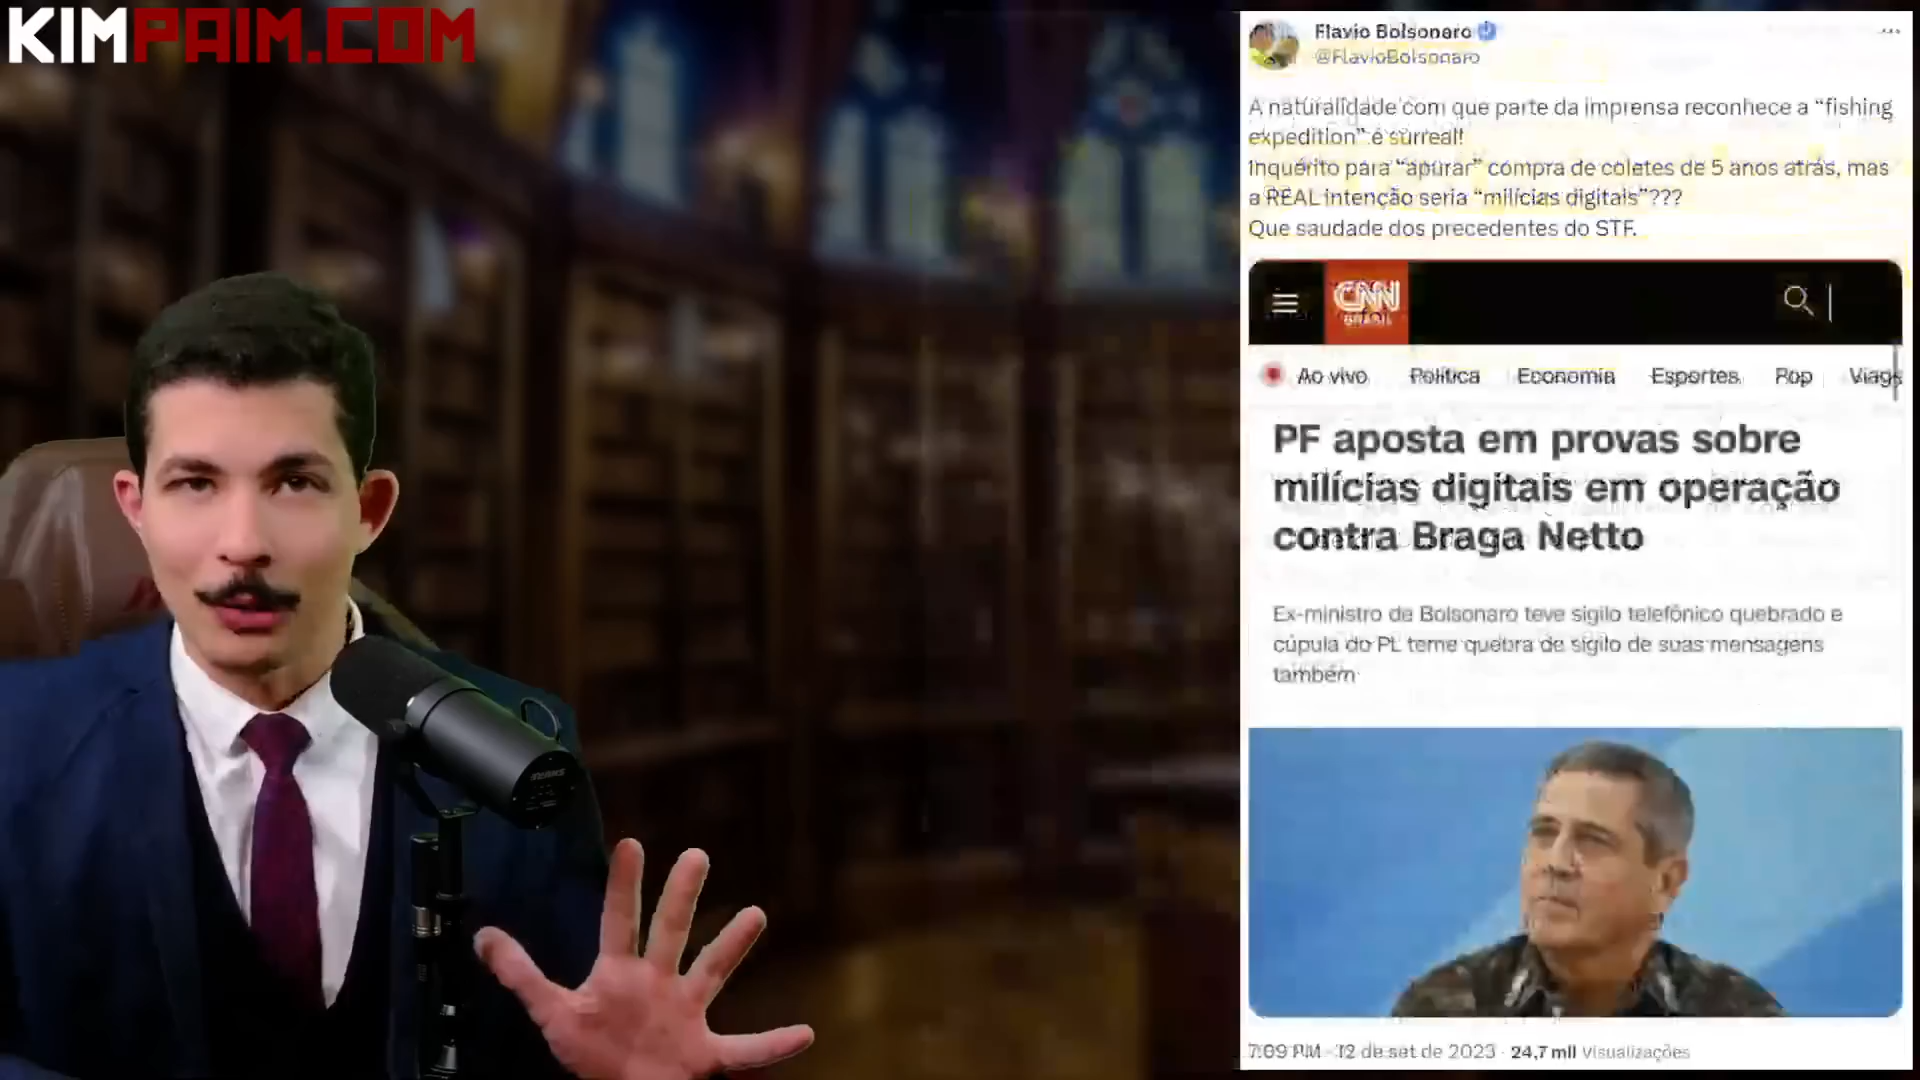 KIMPAIM.COM
Flavio Bolsonaro
@FlavioBolsonaro
A naturalidade com que parte da imprensa reconhece a “fishing
expedition” é surreal!
Inquérito para “apurar” compra de coletes de 5 anos atrás, mas
a REAL intenção seria “milícias digitais”???
Que saudade dos precedentes do STF.
CNN
BRASIL
Ao vivo Política Economia Esportes Pop Viage
PF aposta em provas sobre
milícias digitais em operação
contra Braga Netto
Ex-ministro de Bolsonaro teve sigilo telefônico quebrado e
cúpula do PL teme quebra de sigilo de suas mensagens
também
7:09 PM · 12 de set de 2023 · 24,7 mil Visualizações